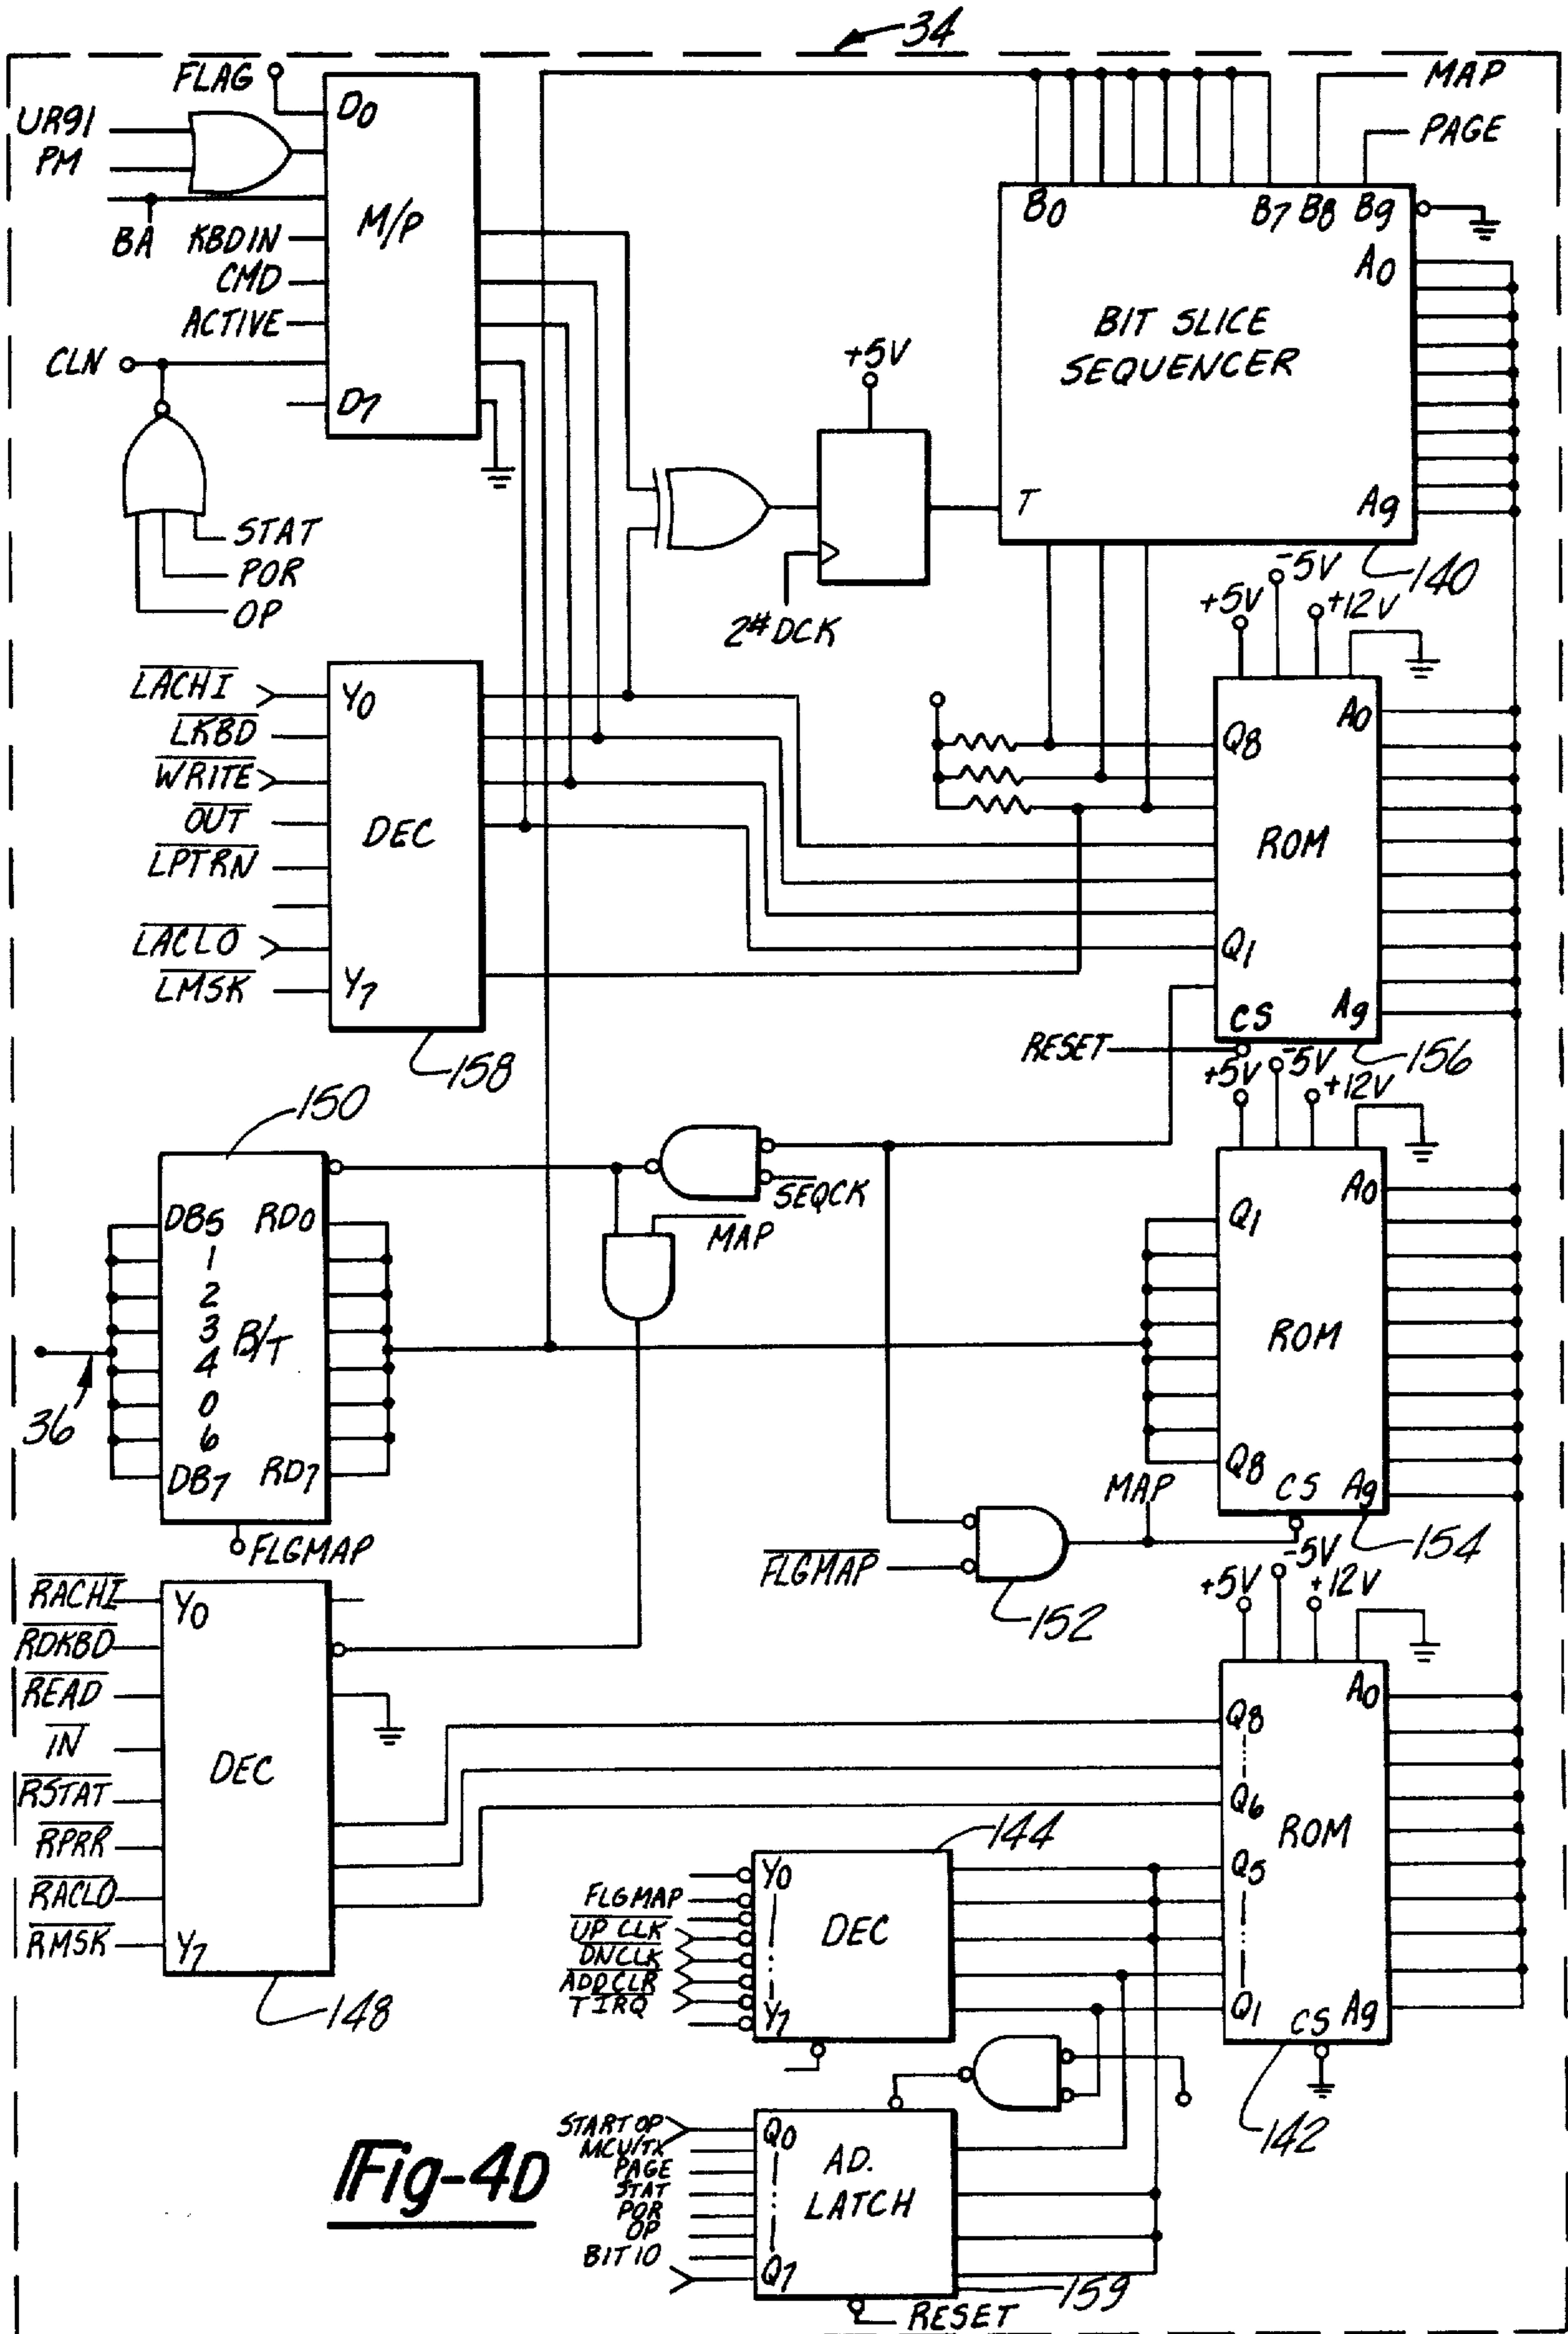 34
FLAG
UR91
PM
BA
KBDIN
CMD
ACTIVE
CLN
D0
M/P
D7
STAT
POR
OP
MAP
PAGE
B0 B7 B8 B9
A0
BIT SLICE
SEQUENCER
T
A9
140
+5V
2#DCK
LACHI
LKBD
WRITE
OUT
LPTRN
LACLO
LMSK
Y0
DEC
Y7
158
+5V
-5V
+12V
Q8
A0
ROM
Q1
CS
A9
RESET
156
150
DB5 RD0
1
2
3
4
0
6
DB7 RD7
B/T
36
FLGMAP
SEQCK
MAP
+5V
-5V
+12V
Q1
A0
ROM
Q8
CS
A9
154
MAP
FLGMAP
152
RACHI
RDKBD
READ
IN
RSTAT
RPRR
RACLO
RMSK
Y0
DEC
Y7
148
+5V
-5V
+12V
Q8
A0
Q6
ROM
Q5
Q1
CS
A9
142
144
FLGMAP
UP CLK
DNCLK
ADDCLR
TIRQ
Y0
DEC
Y7
START OP
MCU/TX
PAGE
STAT
POR
OP
BIT 10
Q0
AD.
LATCH
Q7
159
RESET
Fig-4D